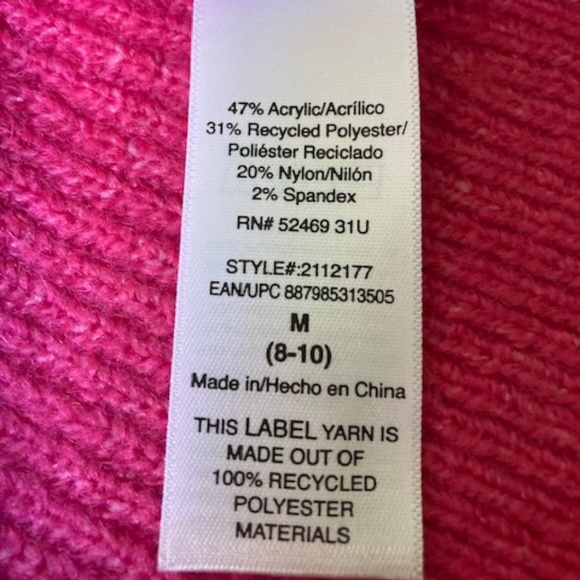 47% Acrylic/Acrílico
31% Recycled Polyester/
Poliéster Reciclado
20% Nylon/Nilón
2% Spandex
RN# 52469 31U
STYLE#:2112177
EAN/UPC 887985313505
M
(8-10)
Made in/Hecho en China
THIS LABEL YARN IS
MADE OUT OF
100% RECYCLED
POLYESTER
MATERIALS